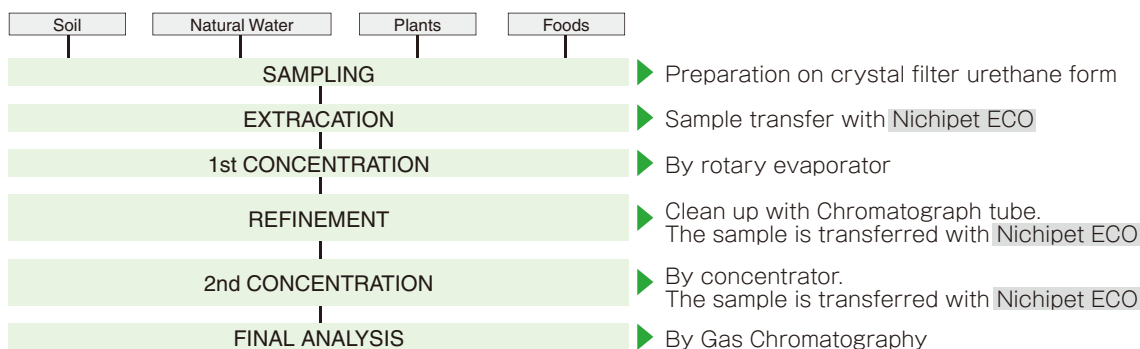 Soil
Natural Water
Plants
Foods
SAMPLING
Preparation on crystal filter urethane form
EXTRACATION
Sample transfer with Nichipet ECO
1st CONCENTRATION
By rotary evaporator
REFINEMENT
Clean up with Chromatograph tube.
The sample is transferred with Nichipet ECO
2nd CONCENTRATION
By concentrator.
The sample is transferred with Nichipet ECO
FINAL ANALYSIS
By Gas Chromatography